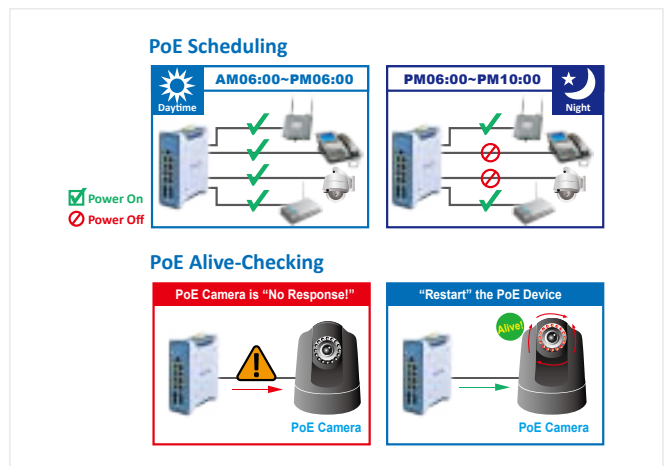 PoE Scheduling
AM06:00~PM06:00
Daytime
PM06:00~PM10:00
Night
Power On
Power Off
PoE Alive-Checking
PoE Camera is “No Response!”
PoE Camera
“Restart” the PoE Device
Alive!
PoE Camera